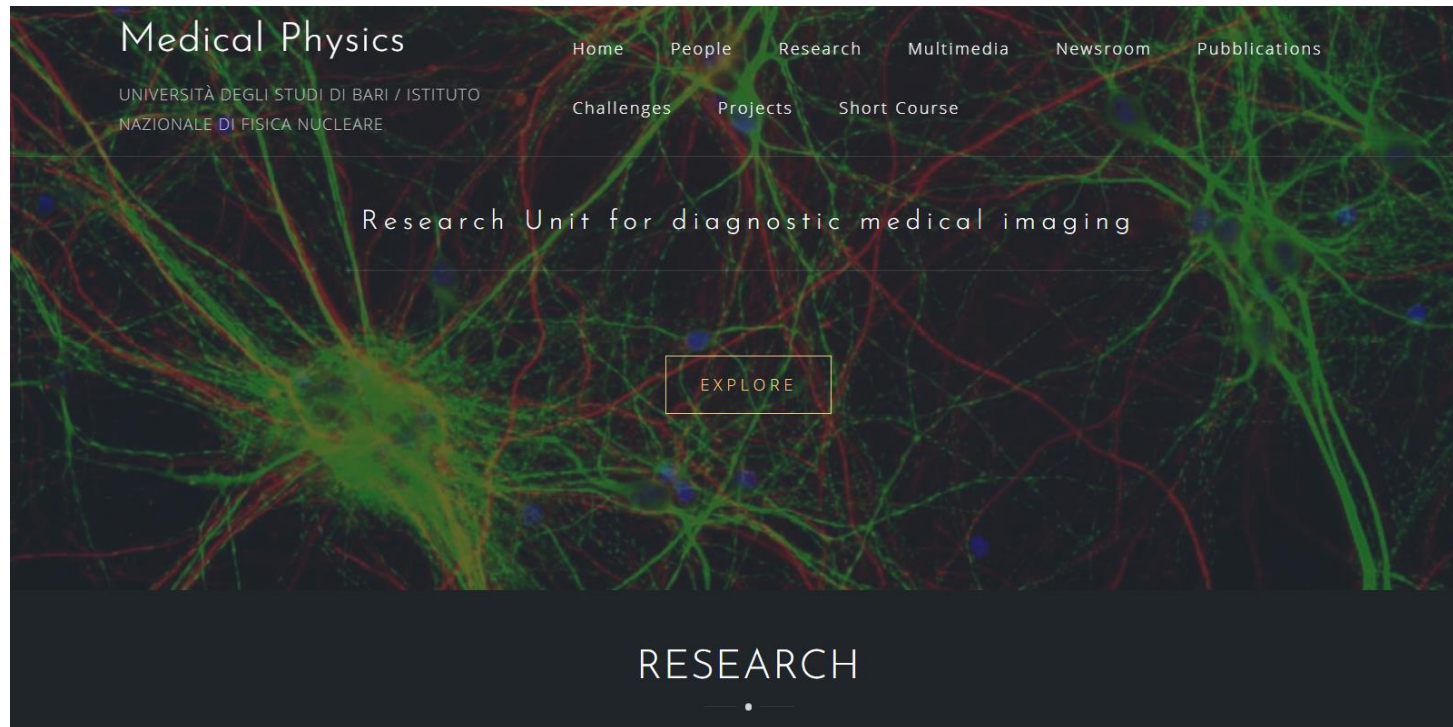 Medical Physics
UNIVERSITÀ DEGLI STUDI DI BARI / ISTITUTO
NAZIONALE DI FISICA NUCLEARE
Home People Research Multimedia Newsroom Pubblications
Challenges Projects Short Course
Research Unit for diagnostic medical imaging
EXPLORE
RESEARCH